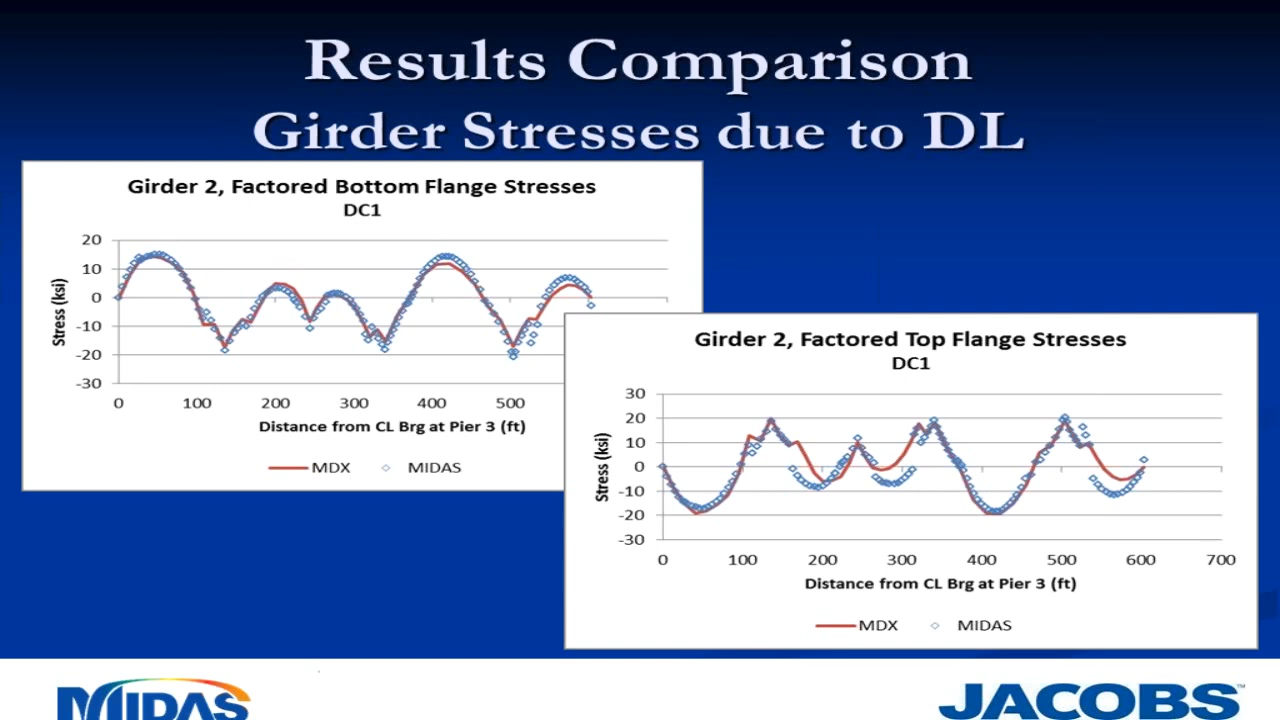 Results Comparison
Girder Stresses due to DL
Girder 2, Factored Bottom Flange Stresses
DC1
20
10
0
-10
-20
-30
Stress (ksi)
0 100 200 300 400 500
Distance from CL Brg at Pier 3 (ft)
MDX MIDAS
Girder 2, Factored Top Flange Stresses
DC1
30
20
10
0
-10
-20
-30
Stress (ksi)
0 100 200 300 400 500 600 700
Distance from CL Brg at Pier 3 (ft)
MDX MIDAS
MIDAS
JACOBS™